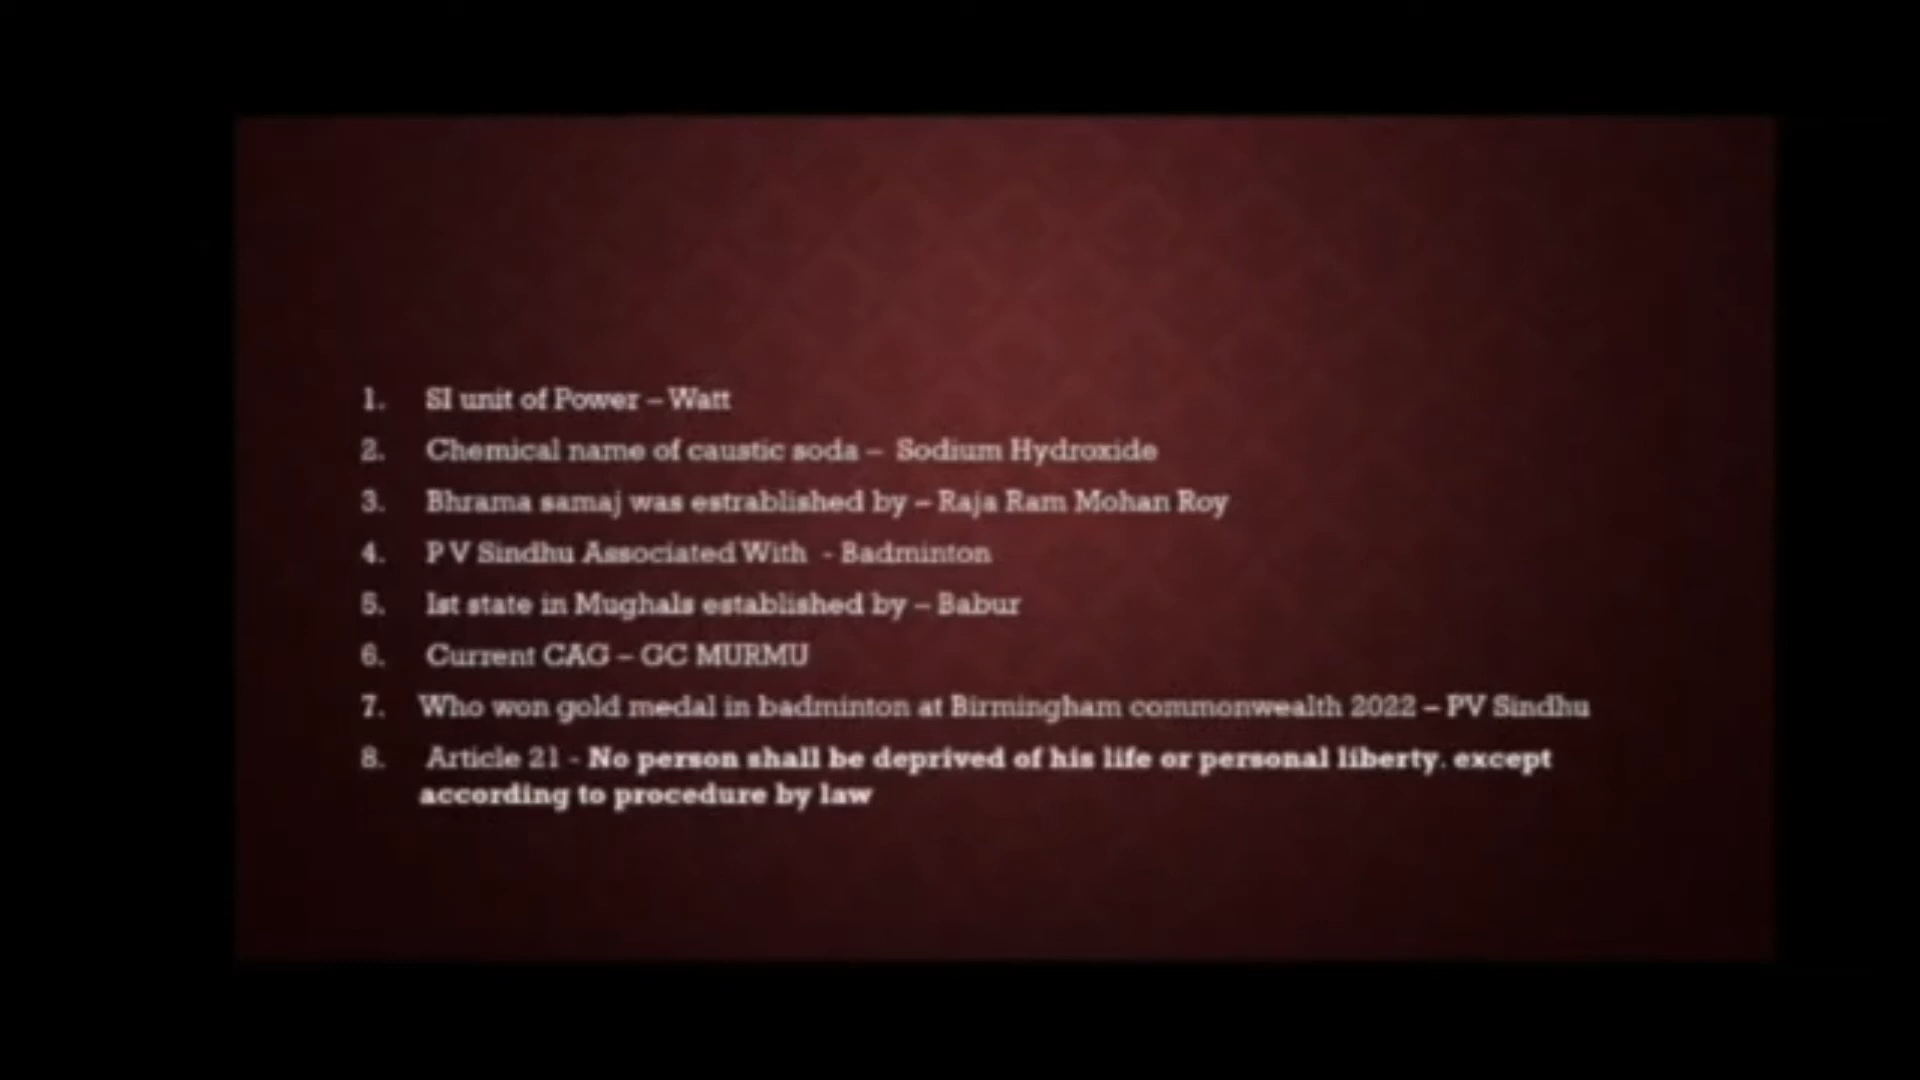 1. SI unit of Power – Watt
2. Chemical name of caustic soda – Sodium Hydroxide
3. Bhrama samaj was estrablished by – Raja Ram Mohan Roy
4. P V Sindhu Associated With - Badminton
5. Ist state in Mughals established by – Babur
6. Current CAG – GC MURMU
7. Who won gold medal in badminton at Birmingham commonwealth 2022 – PV Sindhu
8. Article 21 - No person shall be deprived of his life or personal liberty. except
according to procedure by law